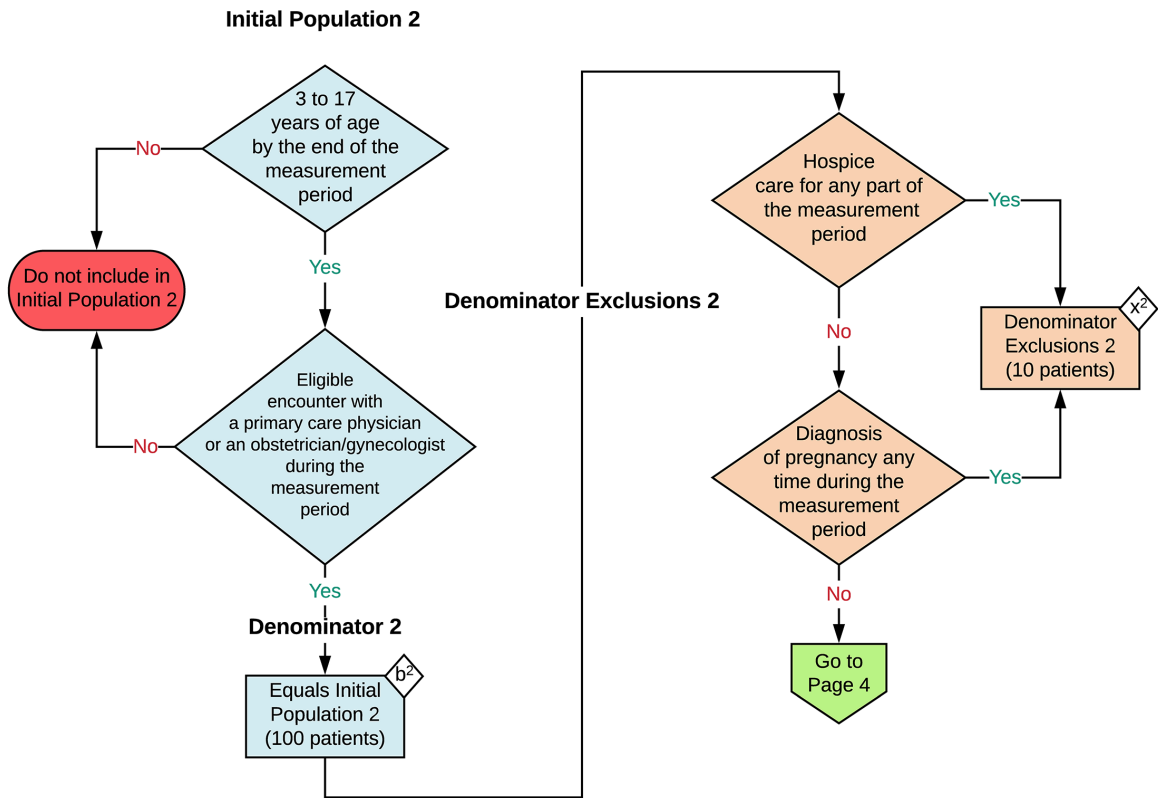 Initial Population 2
3 to 17
years of age
by the end of the
measurement
period
No
Do not include in
Initial Population 2
Yes
Eligible
encounter with
a primary care physician
or an obstetrician/gynecologist
during the
measurement
period
No
Yes
Denominator 2
b²
Equals Initial
Population 2
(100 patients)
Denominator Exclusions 2
Hospice
care for any part of
the measurement
period
Yes
x²
Denominator
Exclusions 2
(10 patients)
No
Diagnosis
of pregnancy any
time during the
measurement
period
Yes
No
Go to
Page 4